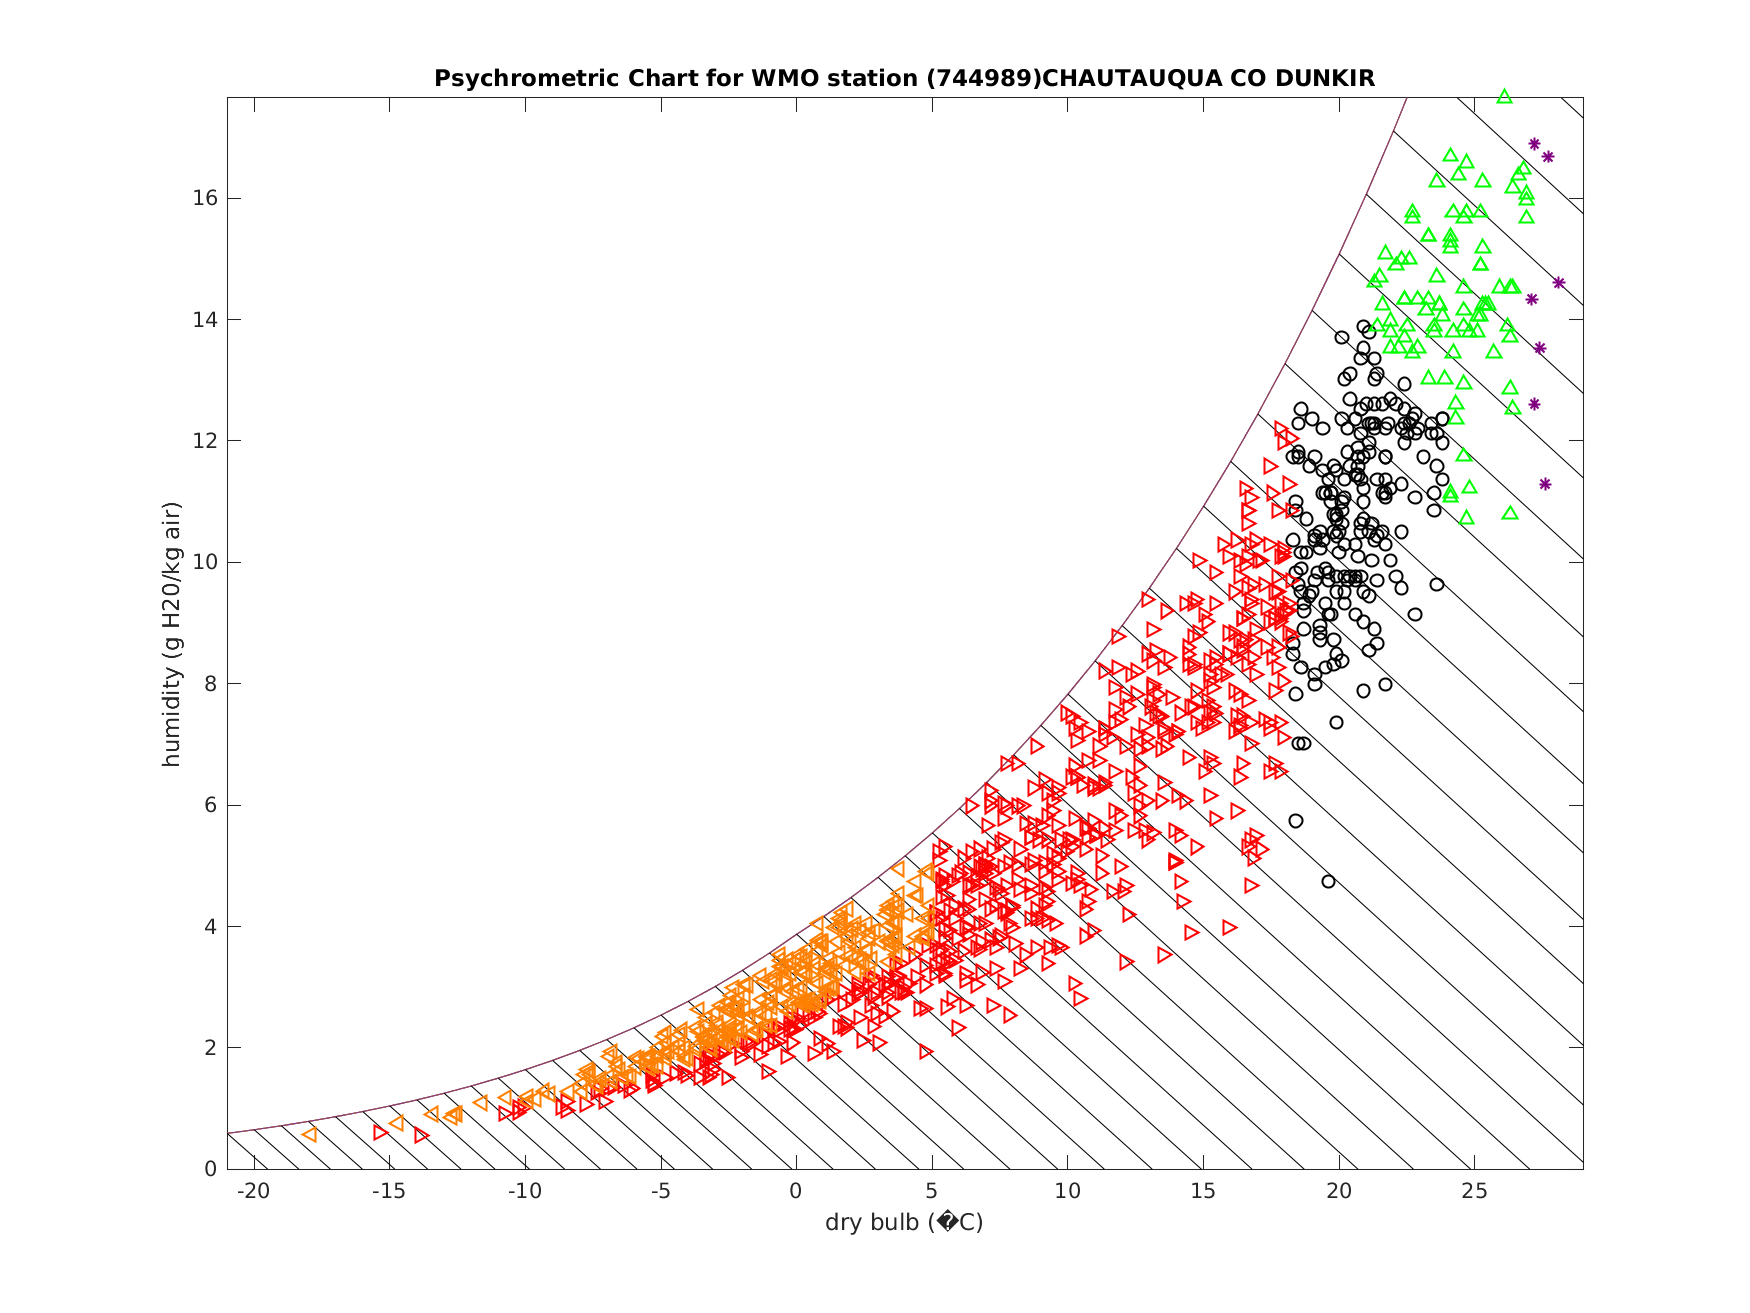 Psychrometric Chart for WMO station (744989)CHAUTAUQUA CO DUNKIR
humidity (g H20/kg air)
16
14
12
10
8
6
4
2
0
-20 -15 -10 -5 0 5 10 15 20 25
dry bulb (�C)